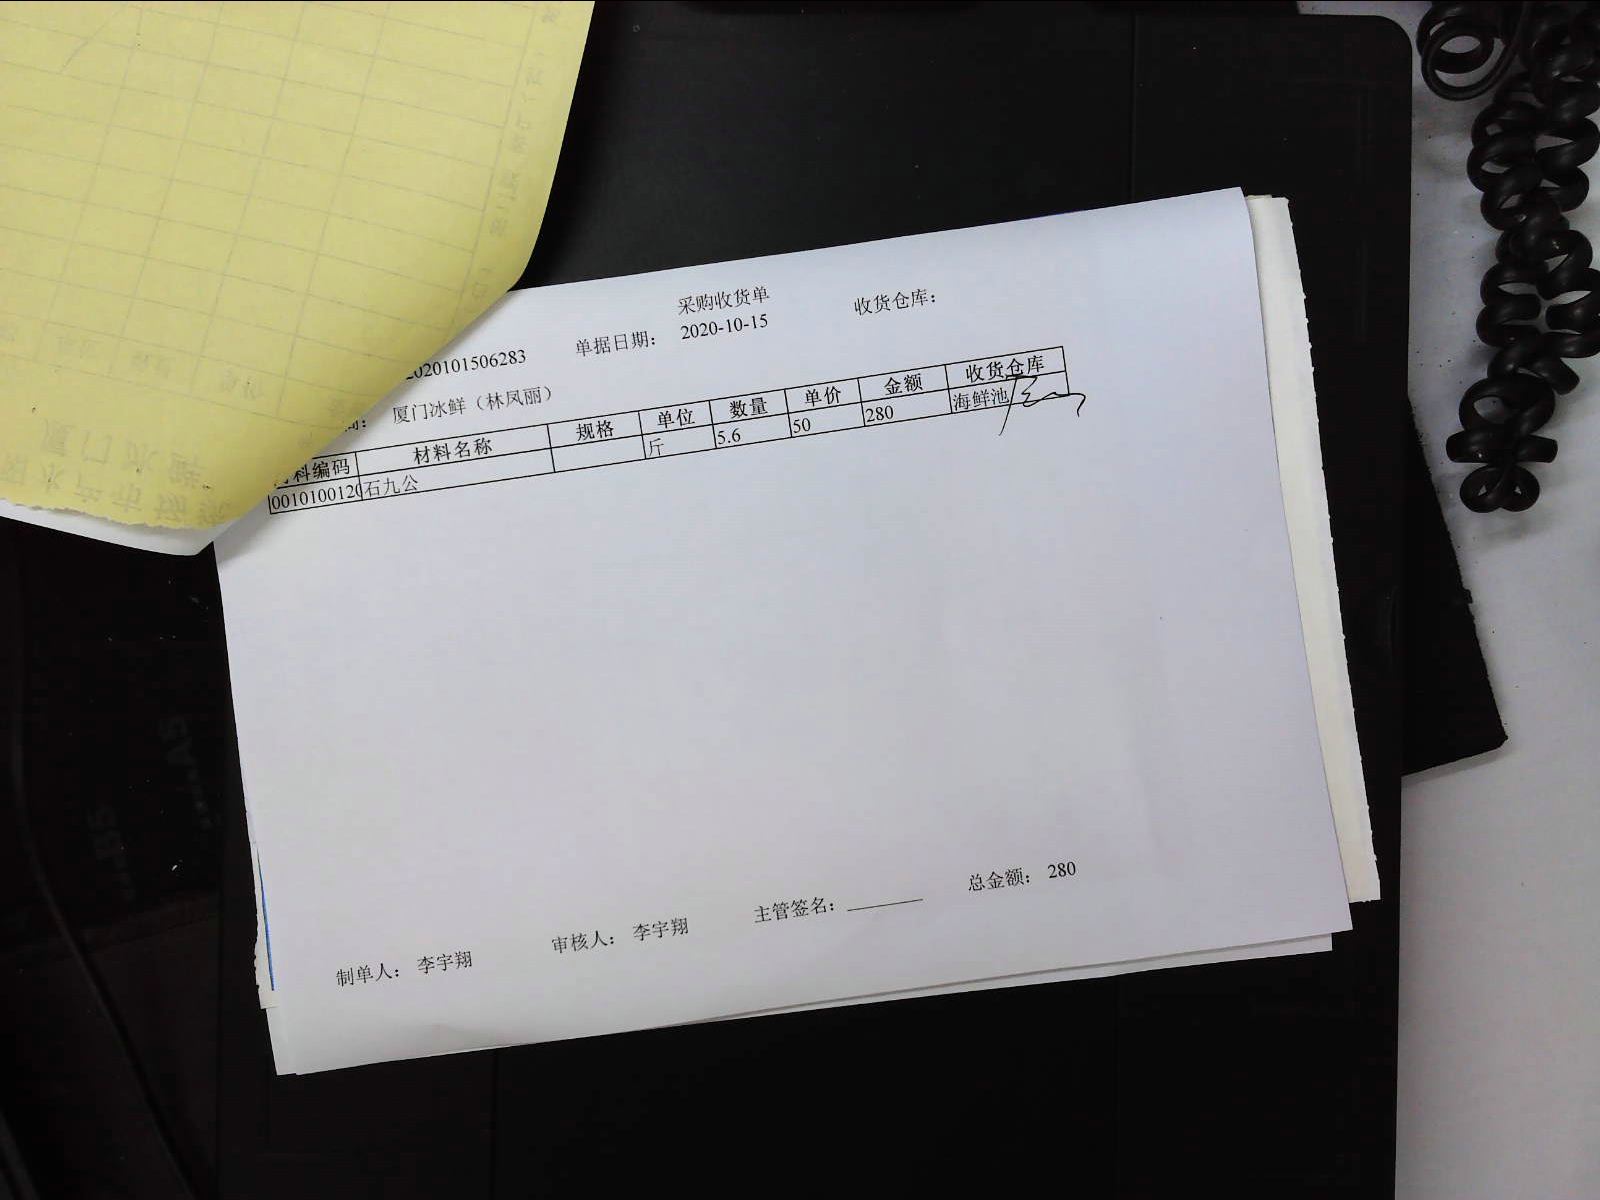 采购收货单
2020101506283 单据日期： 2020-10-15 收货仓库：
厦门冰鲜（林凤丽）
料编码 材料名称 规格 单位 数量 单价 金额 收货仓库
0010100120 石九公 斤 5.6 50 280 海鲜池
总金额： 280
制单人： 李宇翔 审核人： 李宇翔 主管签名：